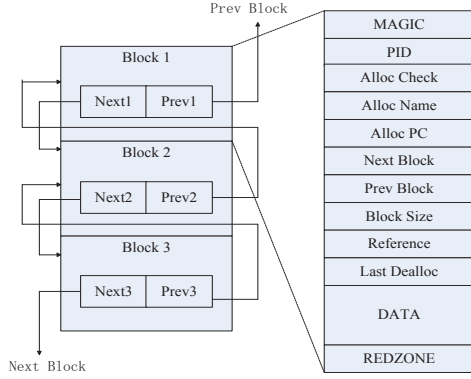 Prev Block
Block 1
Next1 Prev1
Block 2
Next2 Prev2
Block 3
Next3 Prev3
Next Block
MAGIC
PID
Alloc Check
Alloc Name
Alloc PC
Next Block
Prev Block
Block Size
Reference
Last Dealloc
DATA
REDZONE